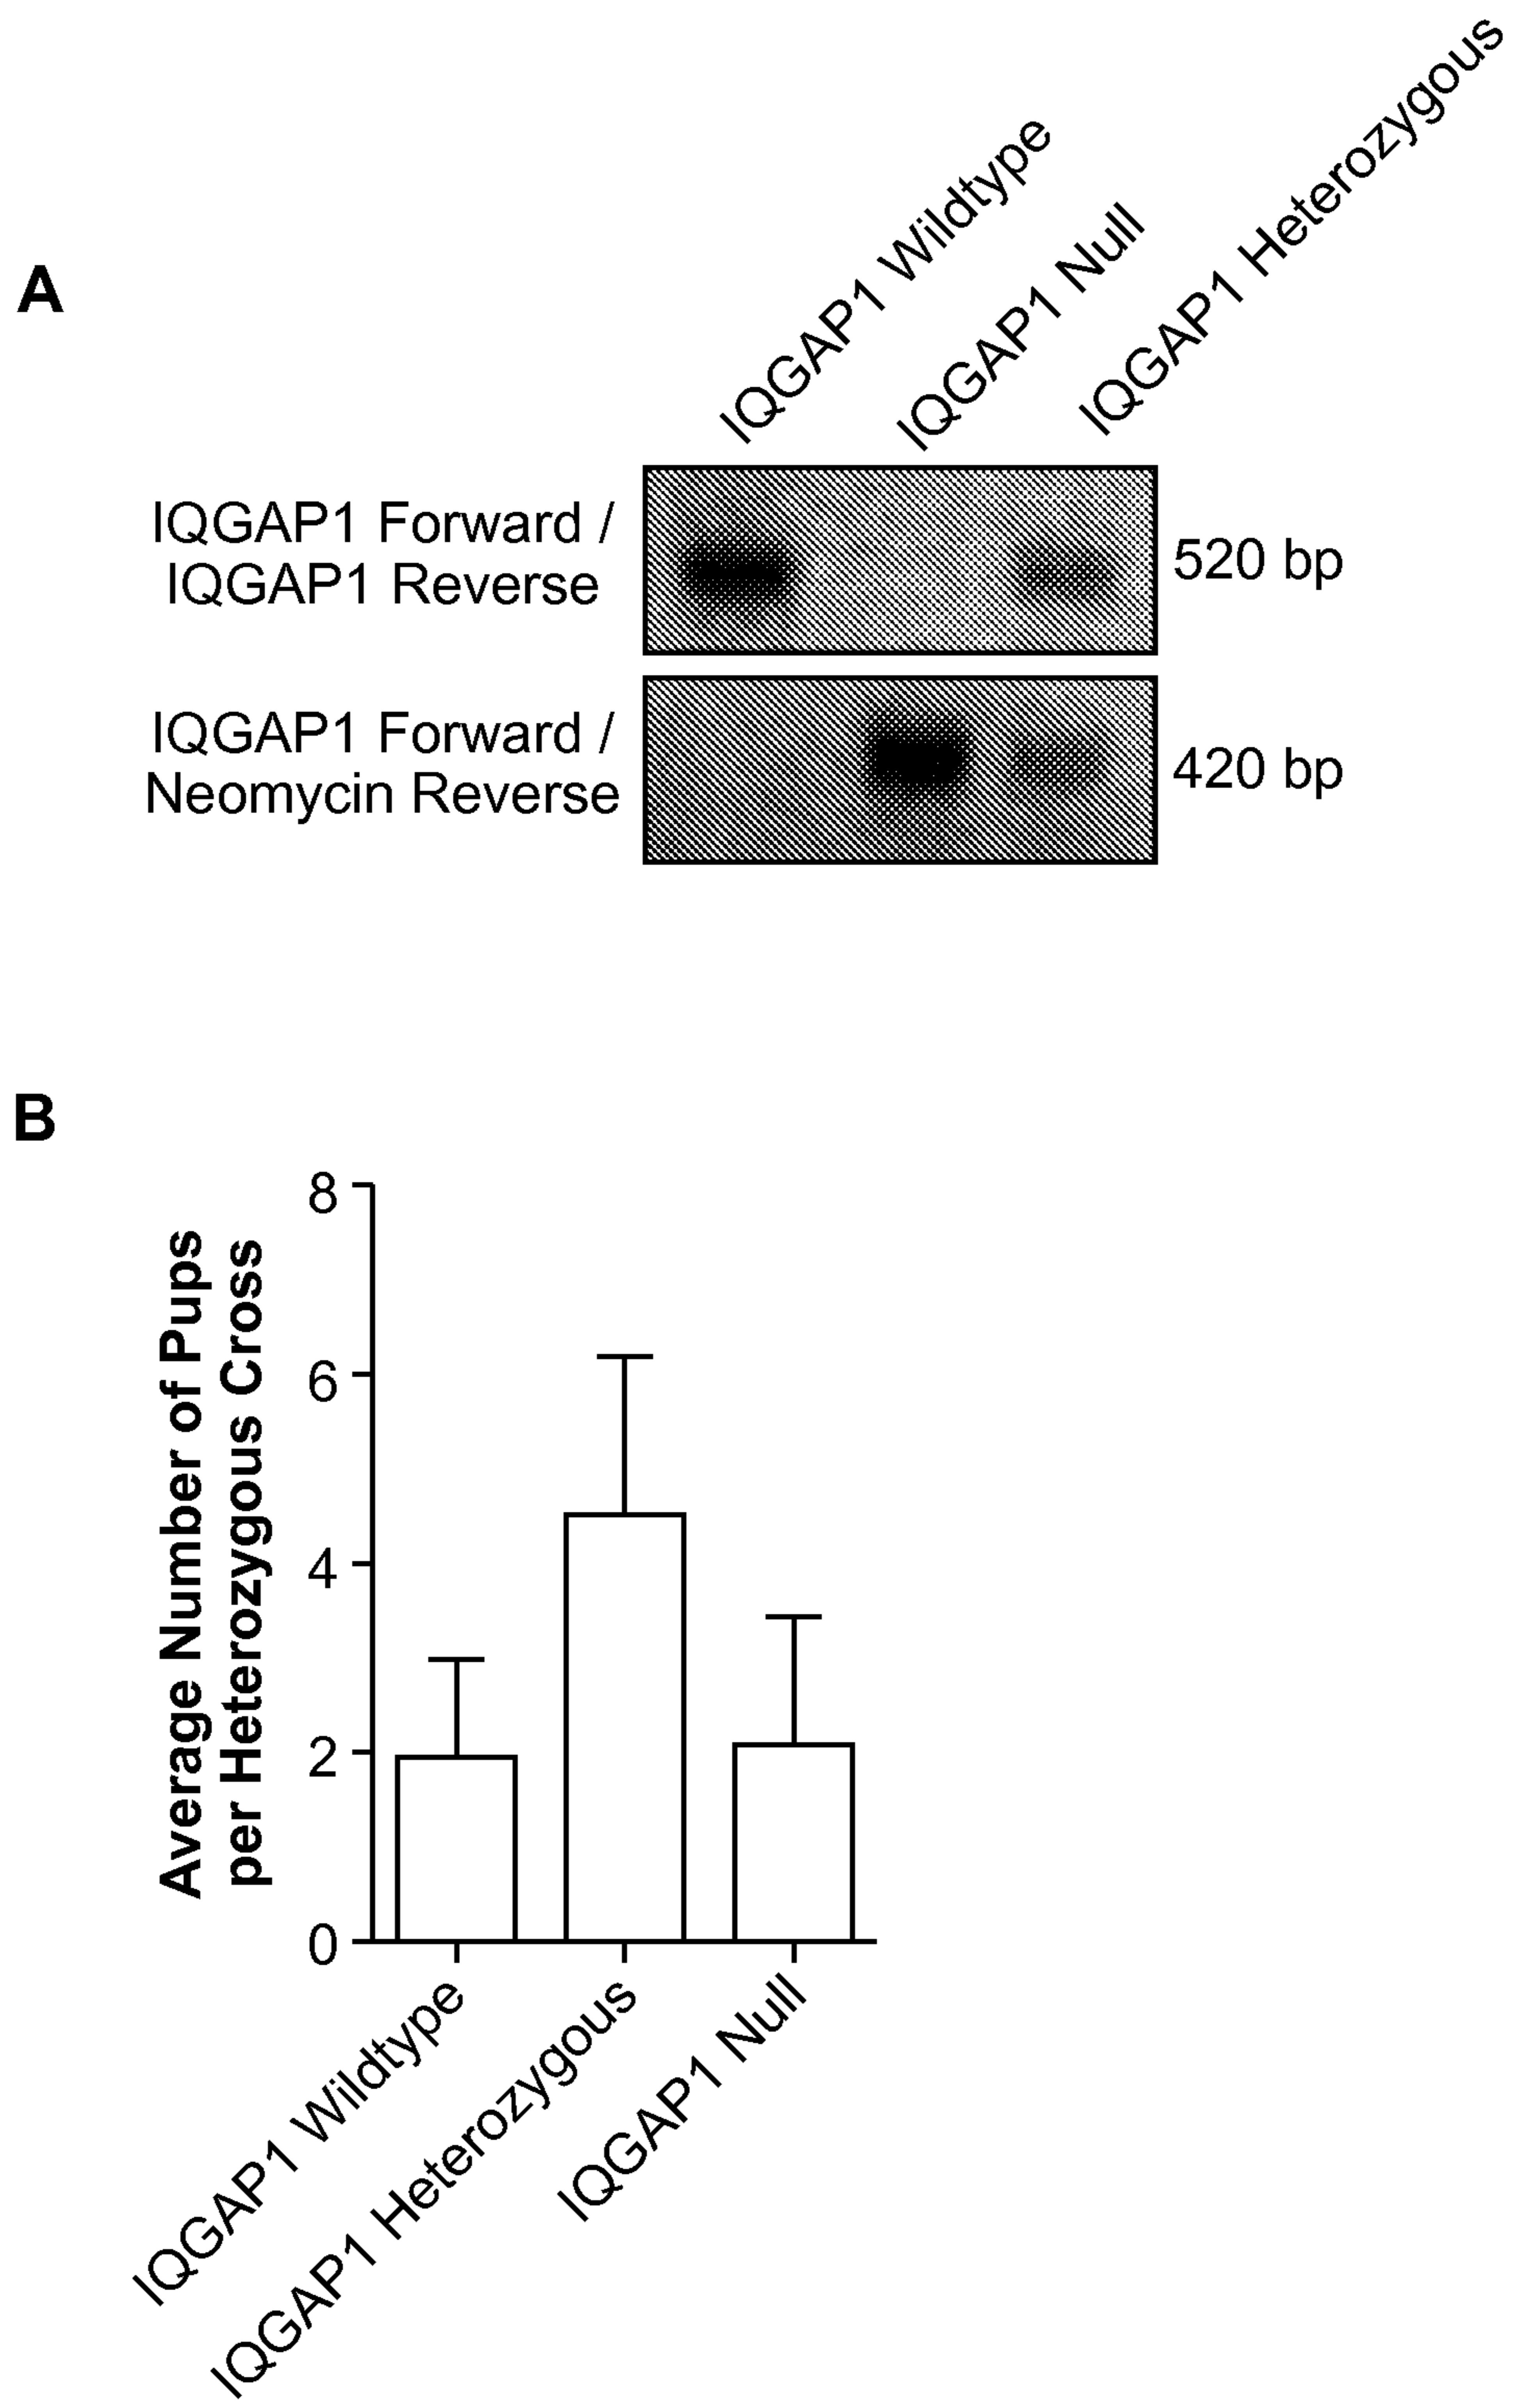 A
IQGAP1 Wildtype
IQGAP1 Null
IQGAP1 Heterozygous
IQGAP1 Forward /
IQGAP1 Reverse
520 bp
IQGAP1 Forward /
Neomycin Reverse
420 bp
B
Average Number of Pups
per Heterozygous Cross
8
6
4
2
0
IQGAP1 Wildtype
IQGAP1 Heterozygous
IQGAP1 Null